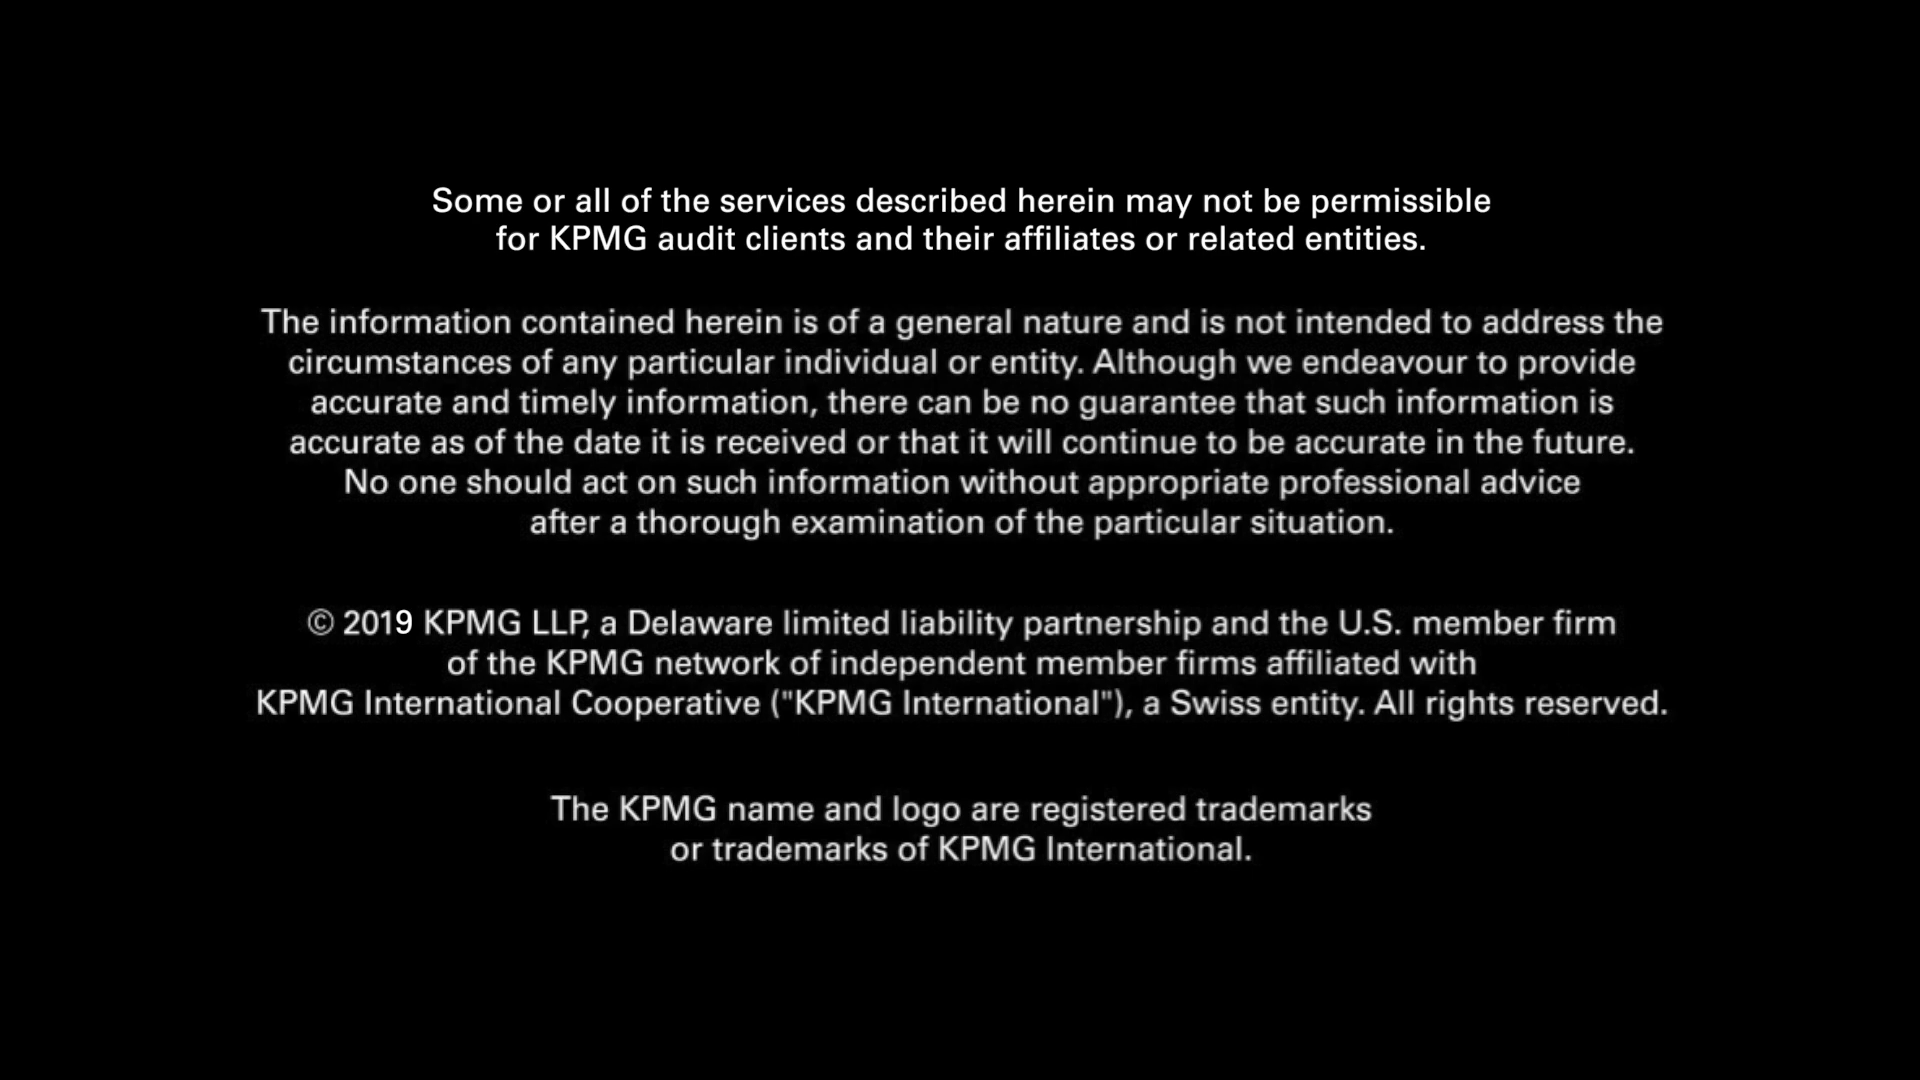 Some or all of the services described herein may not be permissible
for KPMG audit clients and their affiliates or related entities.
The information contained herein is of a general nature and is not intended to address the
circumstances of any particular individual or entity. Although we endeavour to provide
accurate and timely information, there can be no guarantee that such information is
accurate as of the date it is received or that it will continue to be accurate in the future.
No one should act on such information without appropriate professional advice
after a thorough examination of the particular situation.
© 2019 KPMG LLP, a Delaware limited liability partnership and the U.S. member firm
of the KPMG network of independent member firms affiliated with
KPMG International Cooperative ("KPMG International"), a Swiss entity. All rights reserved.
The KPMG name and logo are registered trademarks
or trademarks of KPMG International.